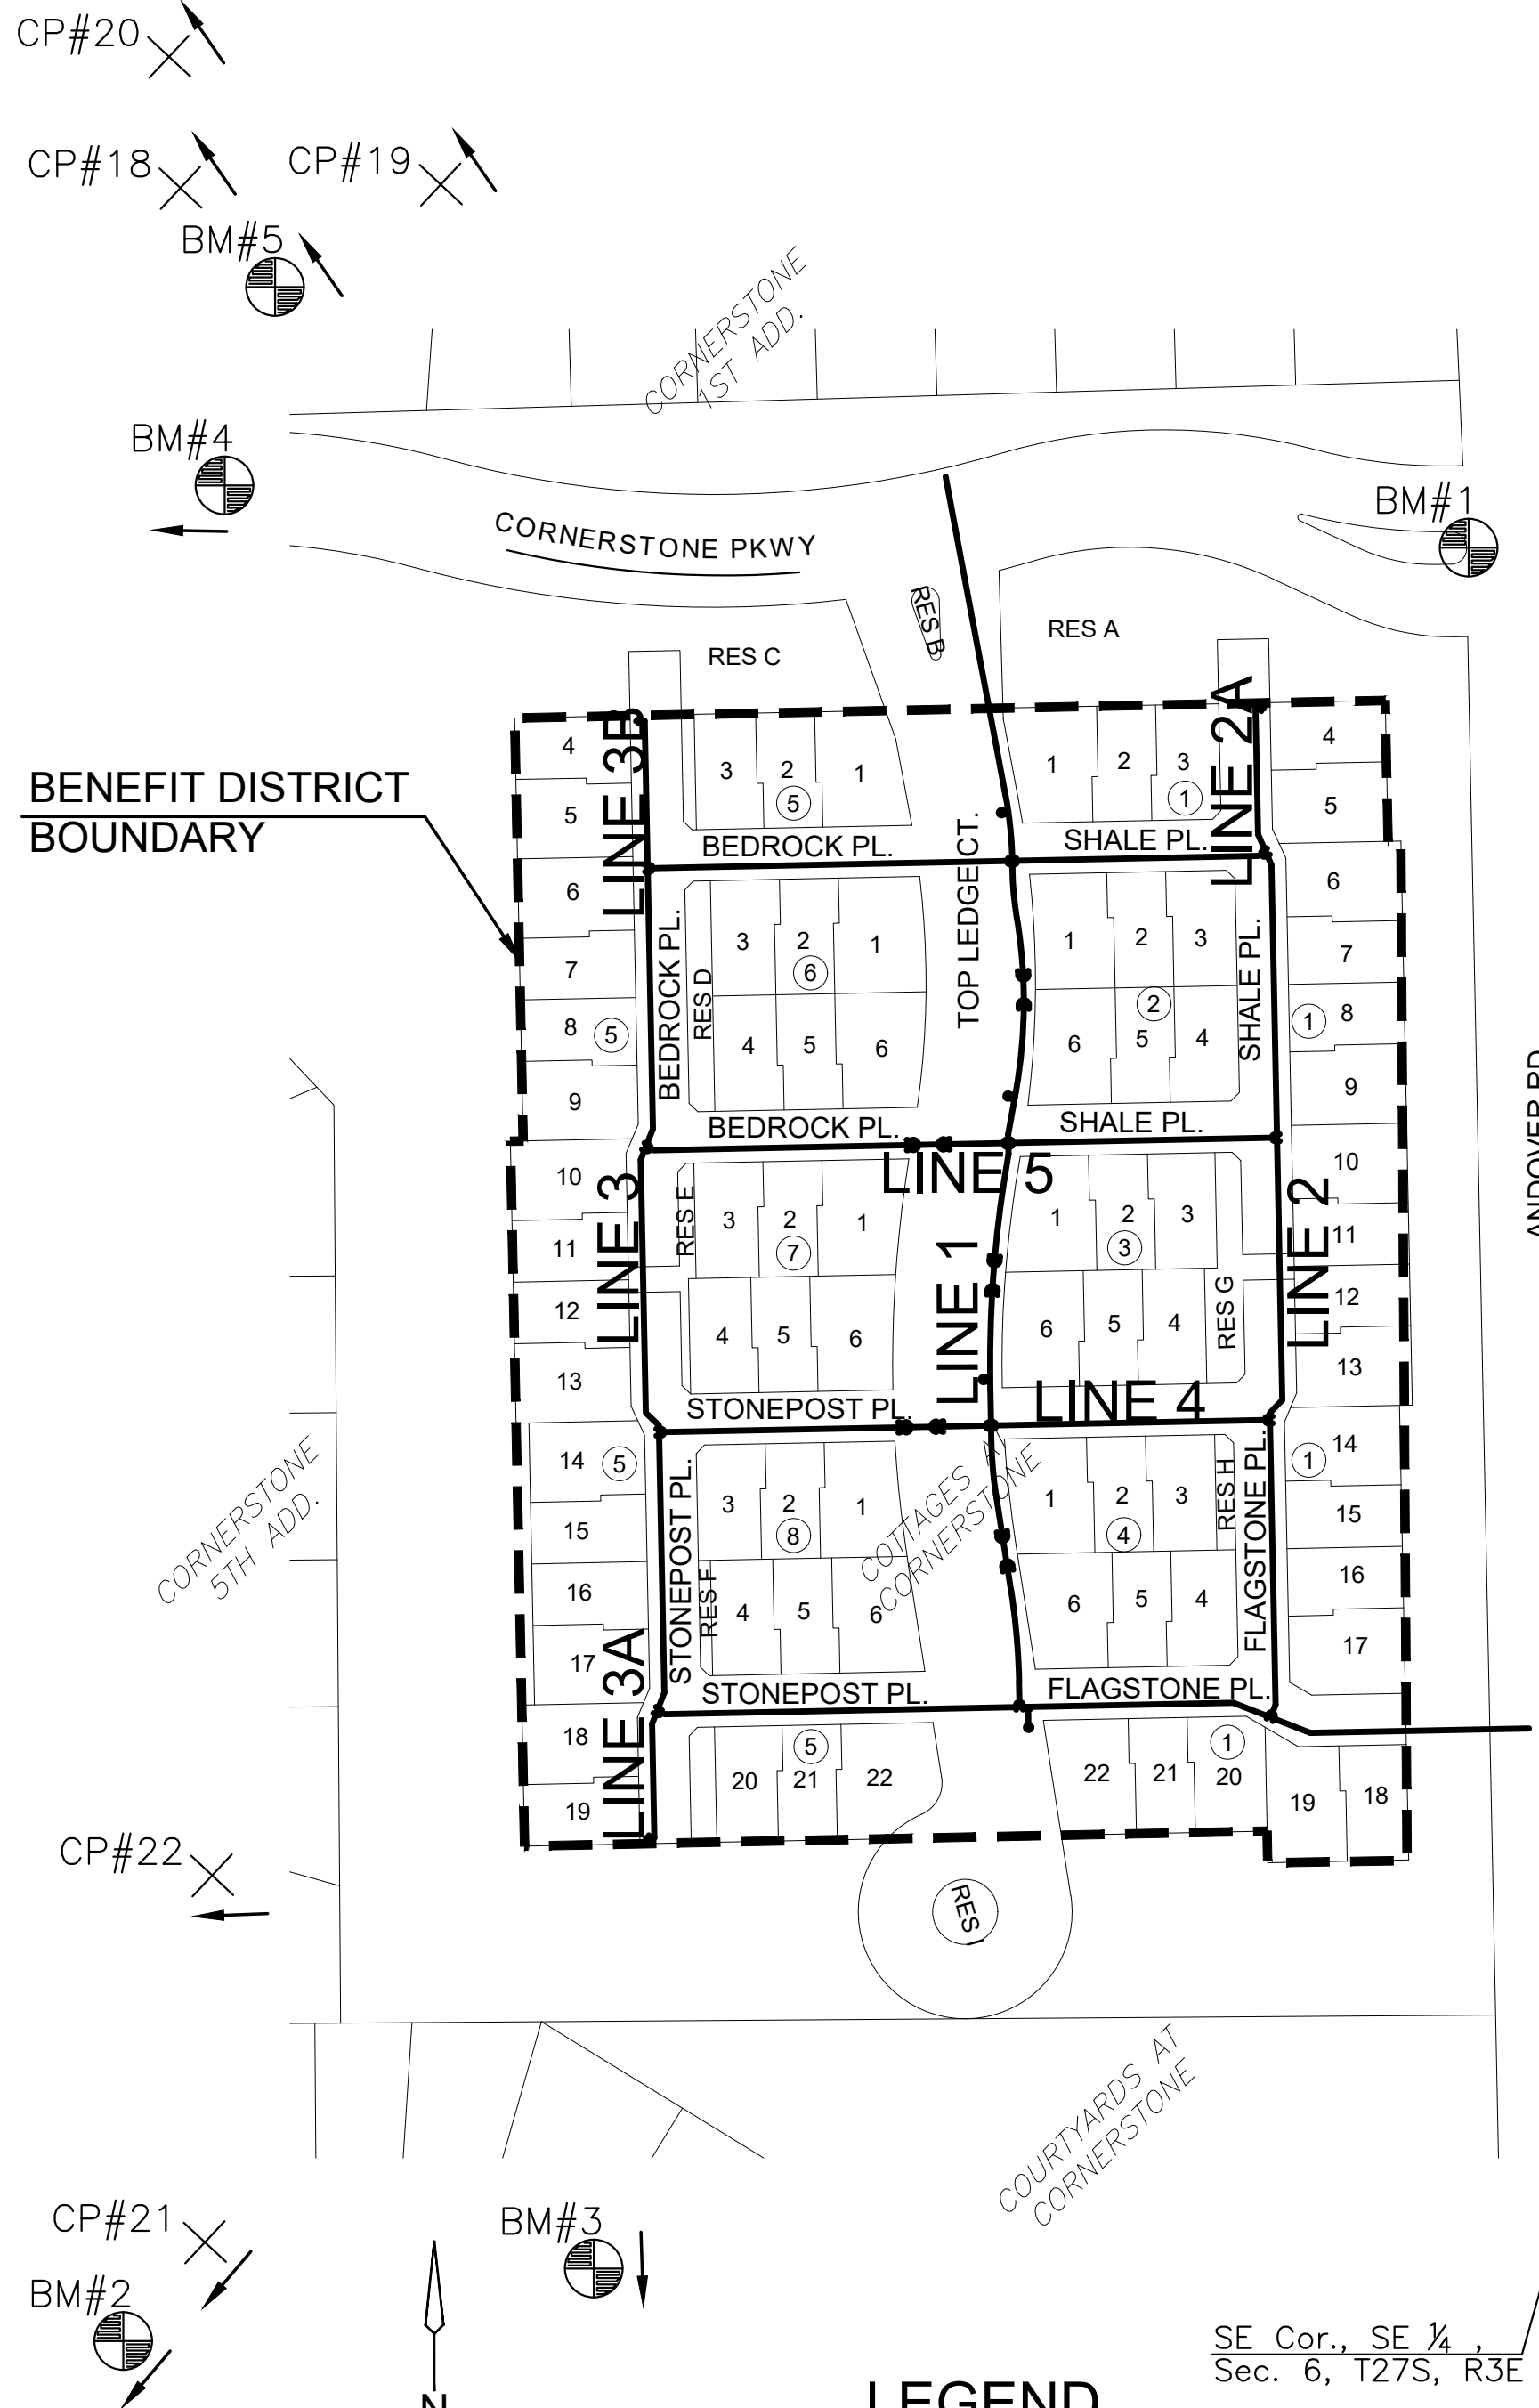 CP#20
CP#18
CP#19
BM#5
CORNERSTONE
1ST ADD.
BM#4
BM#1
CORNERSTONE PKWY
RES B
RES A
RES C
LINE 3B
LINE 2A
4
3
2
1
5
1
2
3
1
4
BENEFIT DISTRICT
BOUNDARY
5
5
BEDROCK PL.
TOP LEDGE CT.
SHALE PL.
6
6
BEDROCK PL.
RES D
3
2
1
6
1
2
3
2
SHALE PL.
7
7
8
5
1
8
4
5
6
6
5
4
9
9
BEDROCK PL.
SHALE PL.
ANDOVER RD.
LINE 5
10
10
LINE 3
RES E
3
2
1
7
LINE 1
1
2
3
3
LINE 2
11
11
12
12
4
5
6
6
5
4
RES G
13
13
STONEPOST PL.
LINE 4
14
5
1
14
CORNERSTONE
5TH ADD.
STONEPOST PL.
3
2
1
8
COTTAGES A
CORNERSTONE
1
2
3
4
RES H
FLAGSTONE PL.
15
15
16
16
RES F
4
5
6
6
5
4
17
17
LINE 3A
STONEPOST PL.
FLAGSTONE PL.
18
5
1
20
21
22
22
21
20
19
19
18
CP#22
RES I
COURTYARDS AT
CORNERSTONE
CP#21
BM#3
BM#2
SE Cor., SE ¼ ,
Sec. 6, T27S, R3E
N
LEGEND